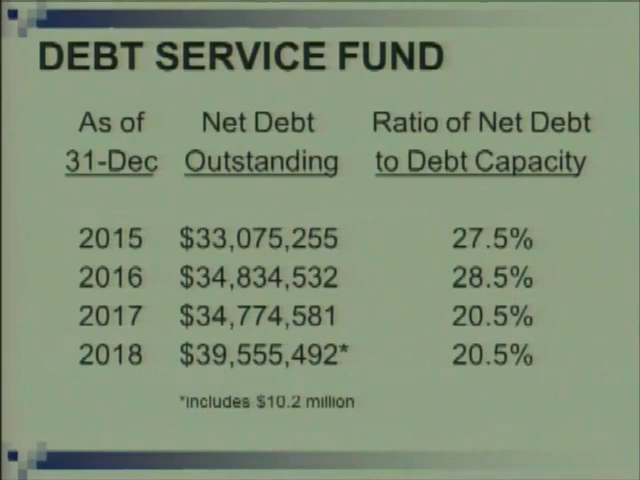 DEBT SERVICE FUND
As of Net Debt Ratio of Net Debt
31-Dec Outstanding to Debt Capacity
2015 $33,075,255 27.5%
2016 $34,834,532 28.5%
2017 $34,774,581 20.5%
2018 $39,555,492* 20.5%
*includes $10.2 million